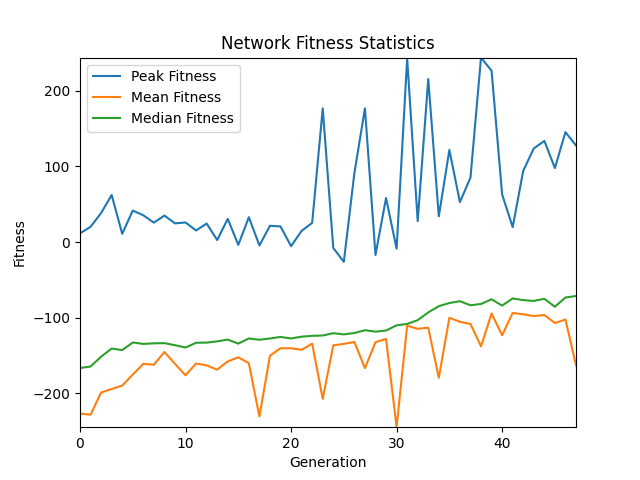 Network Fitness Statistics
Peak Fitness
Mean Fitness
Median Fitness
200
100
0
−100
−200
Fitness
0 10 20 30 40
Generation